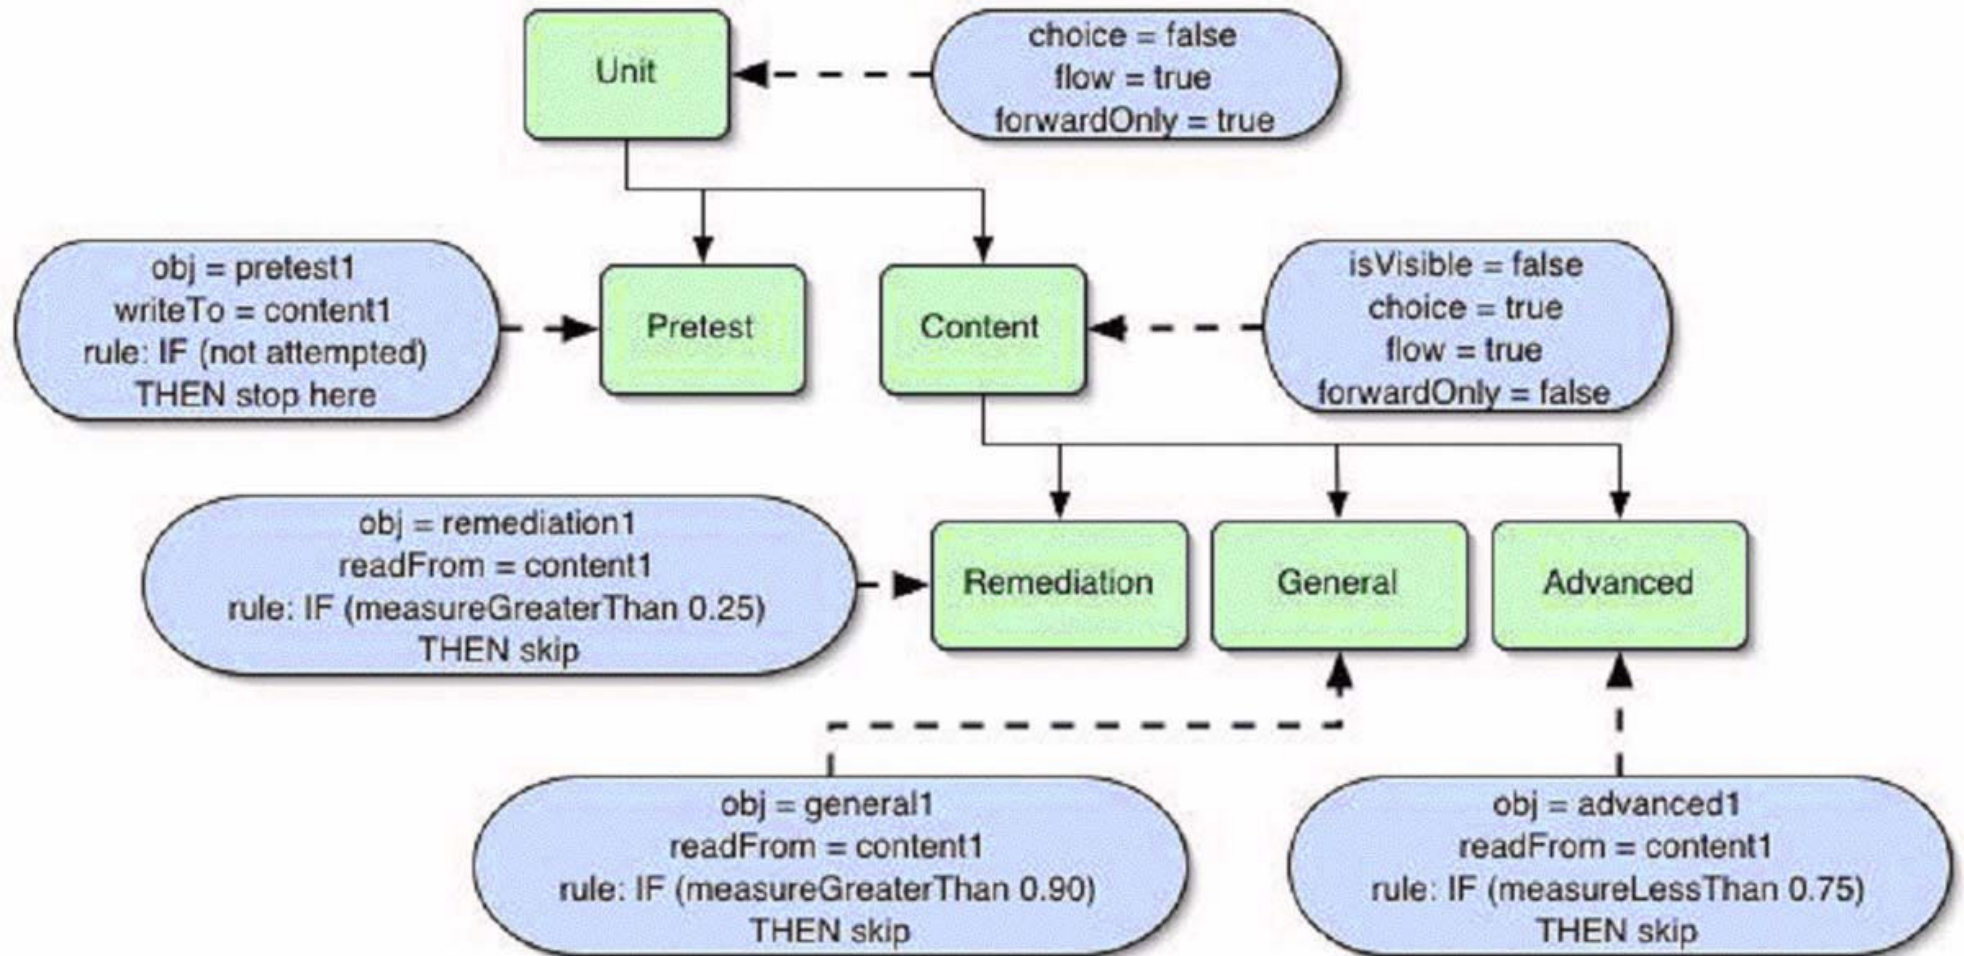 Unit
choice = false
flow = true
forwardOnly = true
obj = pretest1
writeTo = content1
rule: IF (not attempted)
THEN stop here
Pretest
Content
isVisible = false
choice = true
flow = true
forwardOnly = false
obj = remediation1
readFrom = content1
rule: IF (measureGreaterThan 0.25)
THEN skip
Remediation
General
Advanced
obj = general1
readFrom = content1
rule: IF (measureGreaterThan 0.90)
THEN skip
obj = advanced1
readFrom = content1
rule: IF (measureLessThan 0.75)
THEN skip